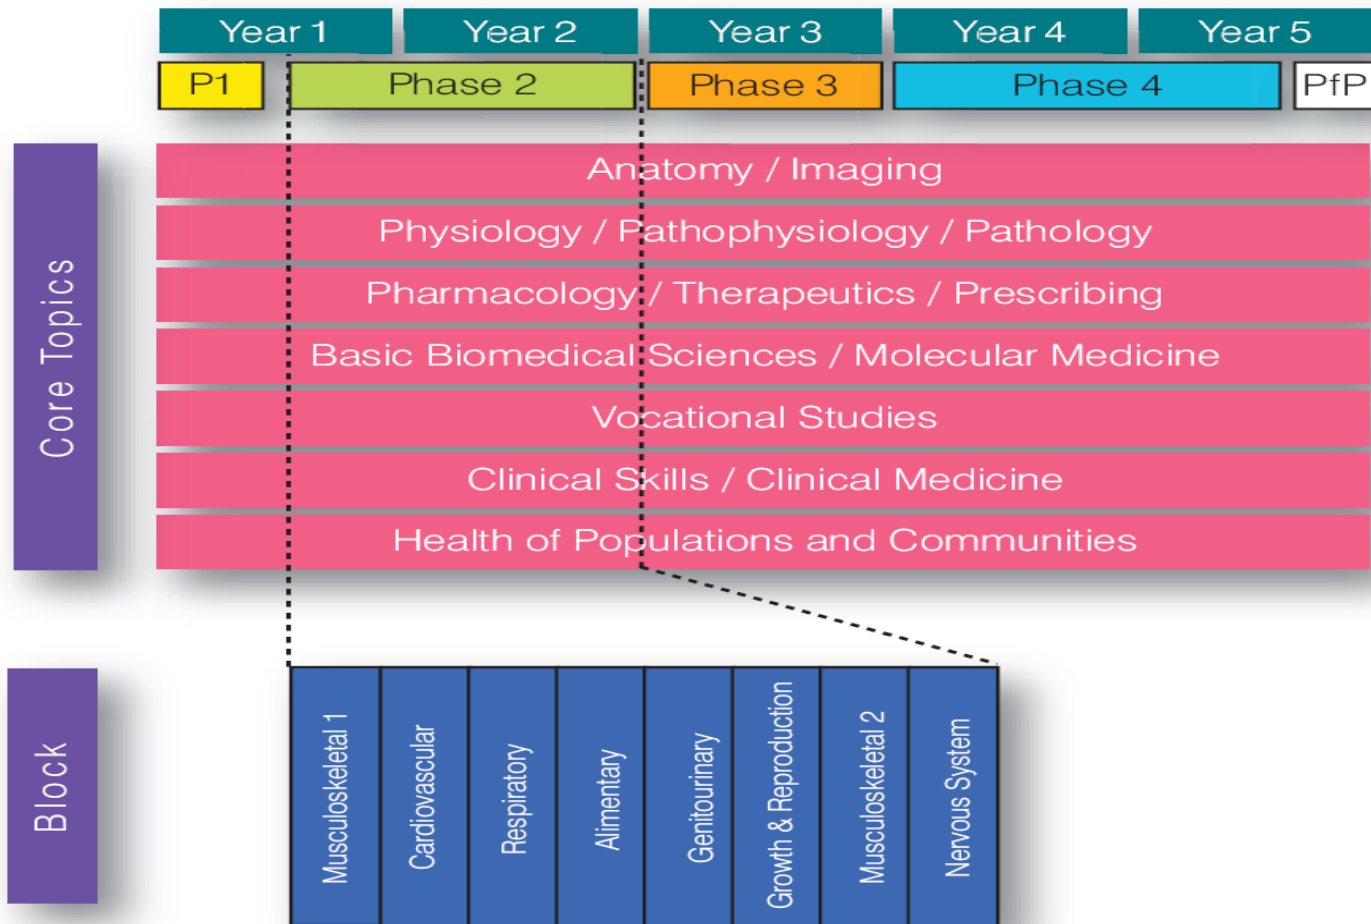 Year 1 Year 2 Year 3 Year 4 Year 5
P1 Phase 2 Phase 3 Phase 4 PfP
Core Topics
Anatomy / Imaging
Physiology / Pathophysiology / Pathology
Pharmacology / Therapeutics / Prescribing
Basic Biomedical Sciences / Molecular Medicine
Vocational Studies
Clinical Skills / Clinical Medicine
Health of Populations and Communities
Block
Musculoskeletal 1
Cardiovascular
Respiratory
Alimentary
Genitourinary
Growth & Reproduction
Musculoskeletal 2
Nervous System